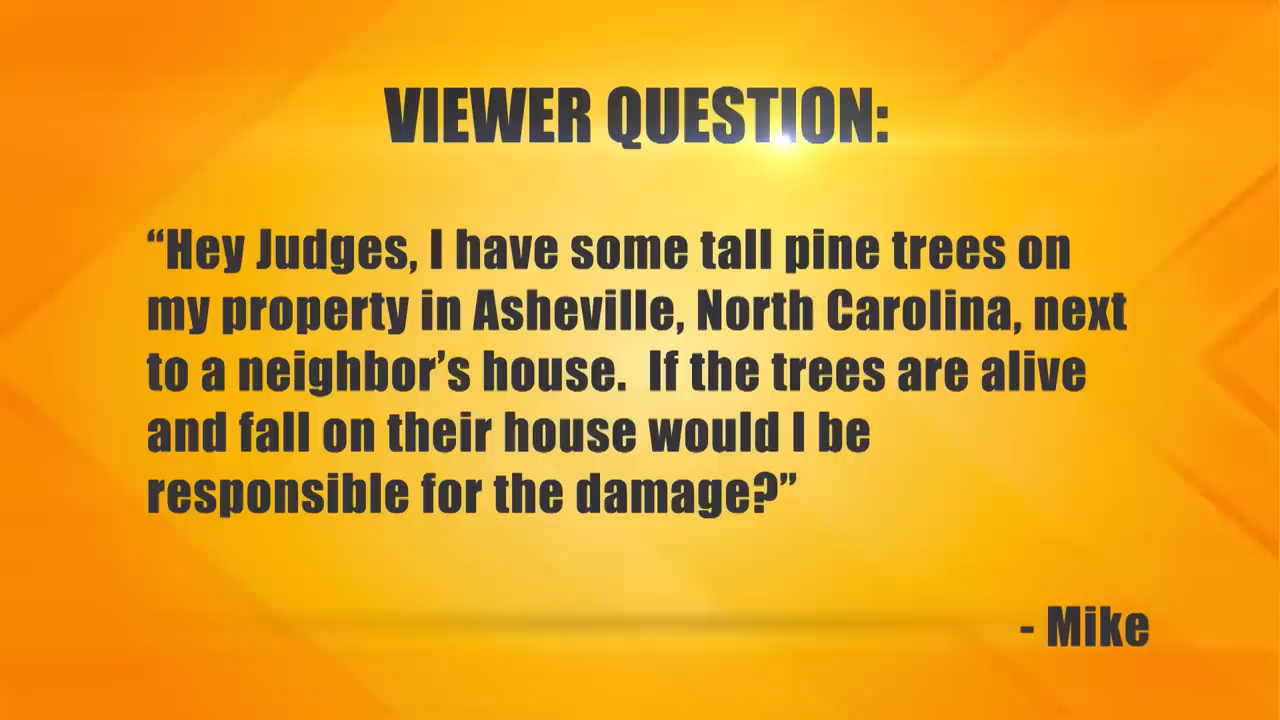 VIEWER QUESTION:
“Hey Judges, I have some tall pine trees on
my property in Asheville, North Carolina, next
to a neighbor’s house.  If the trees are alive
and fall on their house would I be
responsible for the damage?”
- Mike